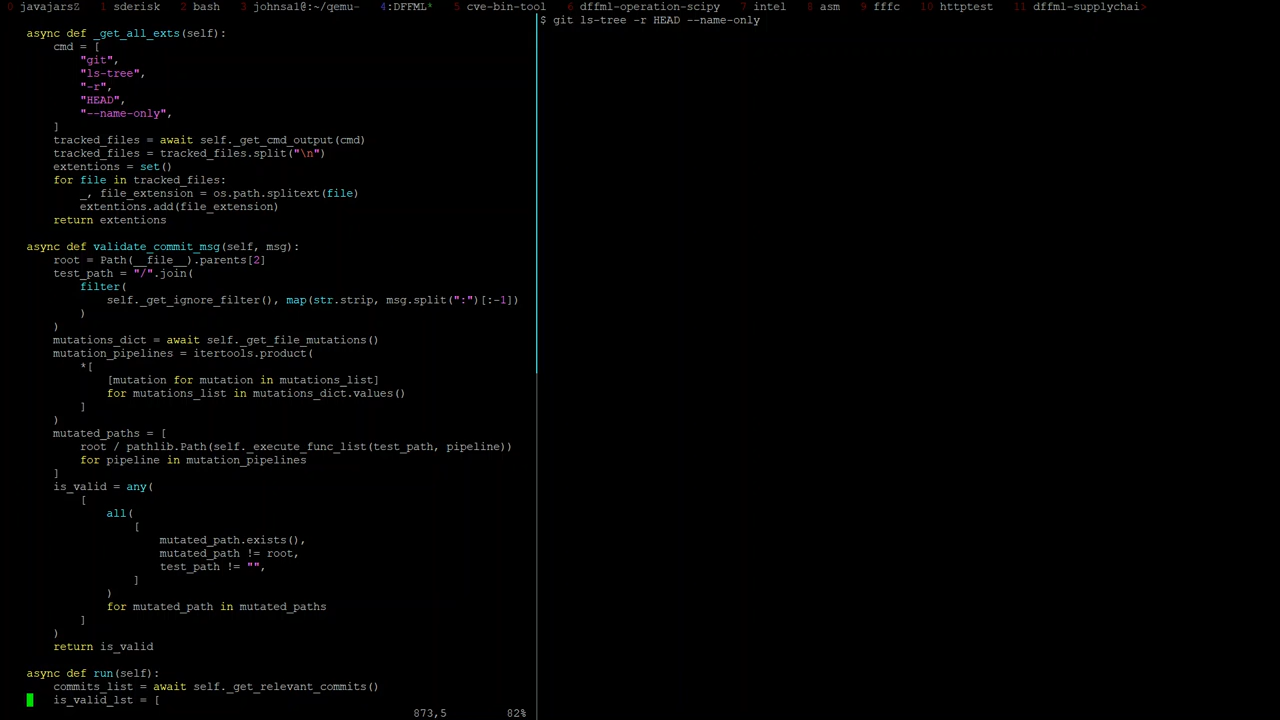 0 javajarsZ 1 sderisk 2 bash 3 johnsal@:~/qemu- 4:DFFML* 5 cve-bin-tool 6 dffml-operation-scipy 7 intel 8 asm 9 fffc 10 httptest 11 dffml-supplychai>
$ git ls-tree -r HEAD --name-only
async def _get_all_exts(self):
cmd = [
"git",
"ls-tree",
"-r",
"HEAD",
"--name-only",
]
tracked_files = await self._get_cmd_output(cmd)
tracked_files = tracked_files.split("\n")
extentions = set()
for file in tracked_files:
_, file_extension = os.path.splitext(file)
extentions.add(file_extension)
return extentions
async def validate_commit_msg(self, msg):
root = Path(__file__).parents[2]
test_path = "/".join(
filter(
self._get_ignore_filter(), map(str.strip, msg.split(":")[:-1])
)
)
mutations_dict = await self._get_file_mutations()
mutation_pipelines = itertools.product(
*[
[mutation for mutation in mutations_list]
for mutations_list in mutations_dict.values()
]
)
mutated_paths = [
root / pathlib.Path(self._execute_func_list(test_path, pipeline))
for pipeline in mutation_pipelines
]
is_valid = any(
[
all(
[
mutated_path.exists(),
mutated_path != root,
test_path != "",
]
)
for mutated_path in mutated_paths
]
)
return is_valid
async def run(self):
commits_list = await self._get_relevant_commits()
is_valid_lst = [
873,5 82%